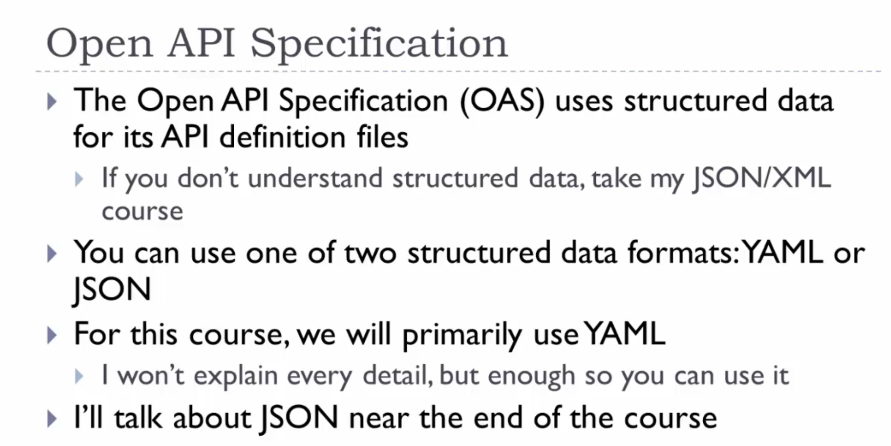 Open API Specification
The Open API Specification (OAS) uses structured data
for its API definition files
If you don't understand structured data, take my JSON/XML
course
You can use one of two structured data formats: YAML or
JSON
For this course, we will primarily use YAML
I won't explain every detail, but enough so you can use it
I'll talk about JSON near the end of the course